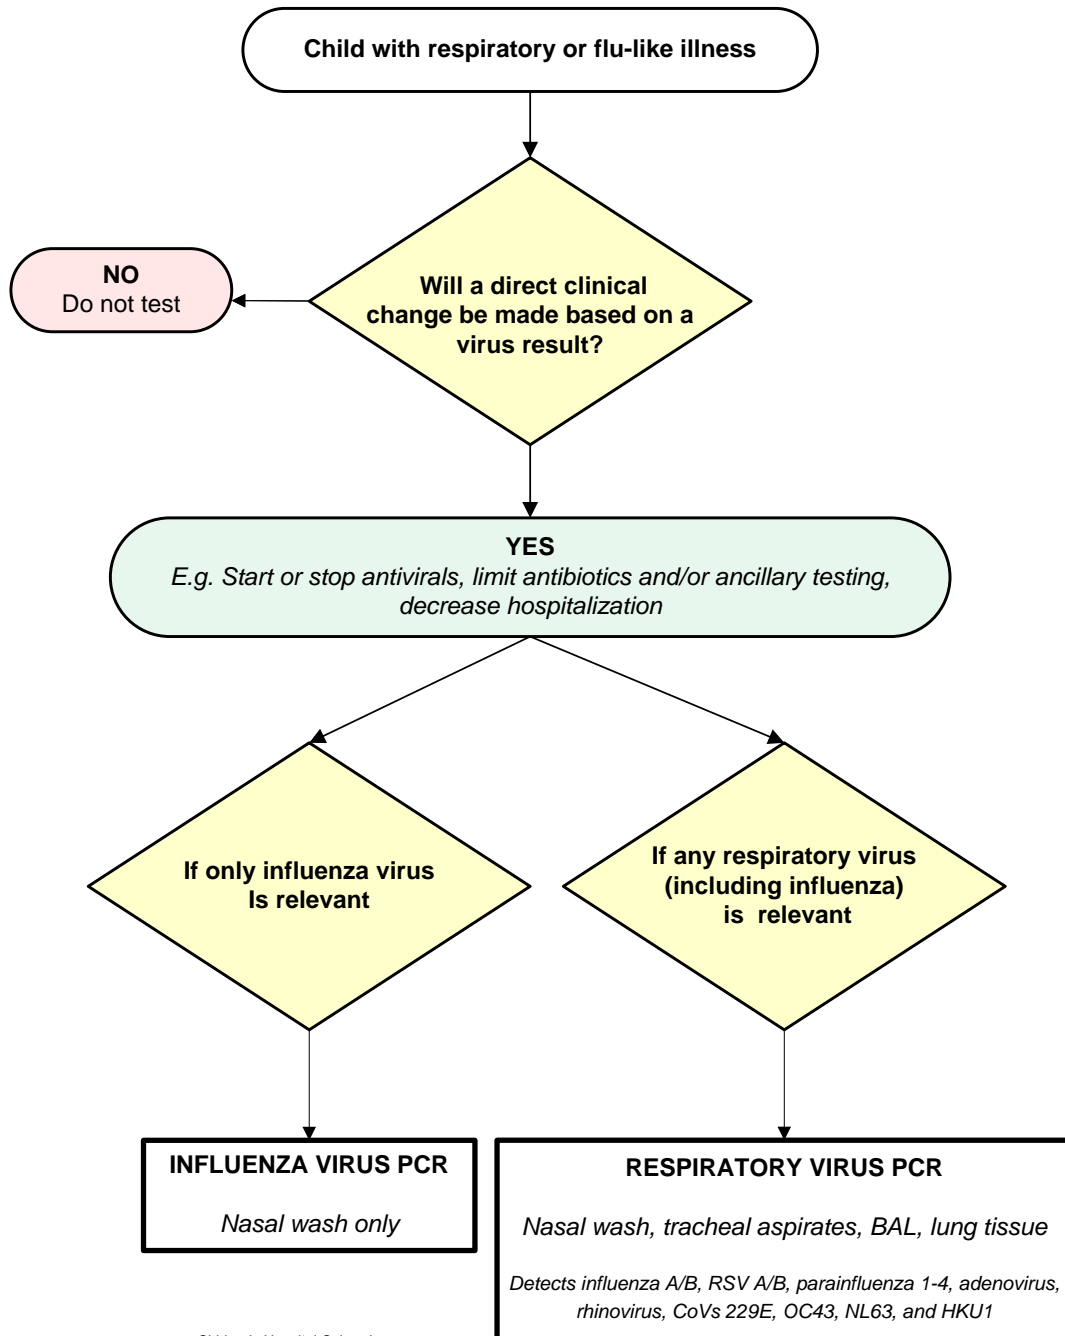 Child with respiratory or flu-like illness
NO
Do not test
Will a direct clinical
change be made based on a
virus result?
YES
E.g. Start or stop antivirals, limit antibiotics and/or ancillary testing,
decrease hospitalization
If only influenza virus
Is relevant
If any respiratory virus
(including influenza)
is relevant
INFLUENZA VIRUS PCR
Nasal wash only
RESPIRATORY VIRUS PCR
Nasal wash, tracheal aspirates, BAL, lung tissue
Detects influenza A/B, RSV A/B, parainfluenza 1-4, adenovirus,
rhinovirus, CoVs 229E, OC43, NL63, and HKU1